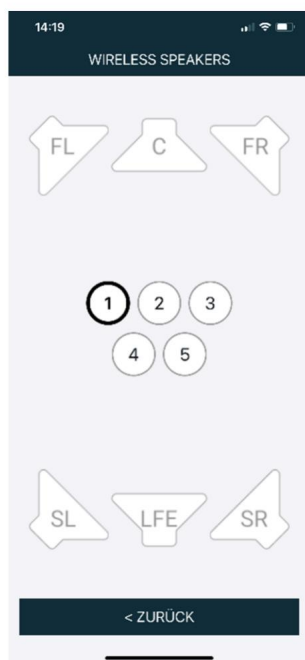 14:19
WIRELESS SPEAKERS
FL C FR
1 2 3
4 5
SL LFE SR
< ZURÜCK